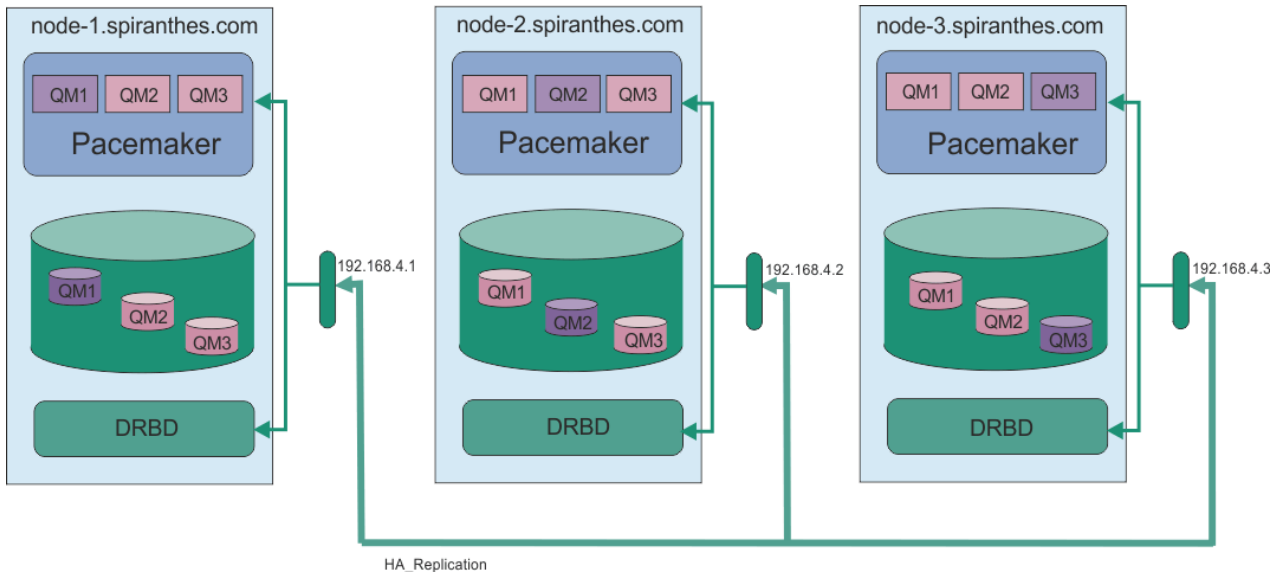 node-1.spiranthes.com
QM1 QM2 QM3
Pacemaker
QM1
QM2
QM3
DRBD
192.168.4.1
node-2.spiranthes.com
QM1 QM2 QM3
Pacemaker
QM1
QM2
QM3
DRBD
192.168.4.2
node-3.spiranthes.com
QM1 QM2 QM3
Pacemaker
QM1
QM2
QM3
DRBD
192.168.4.3
HA_Replication